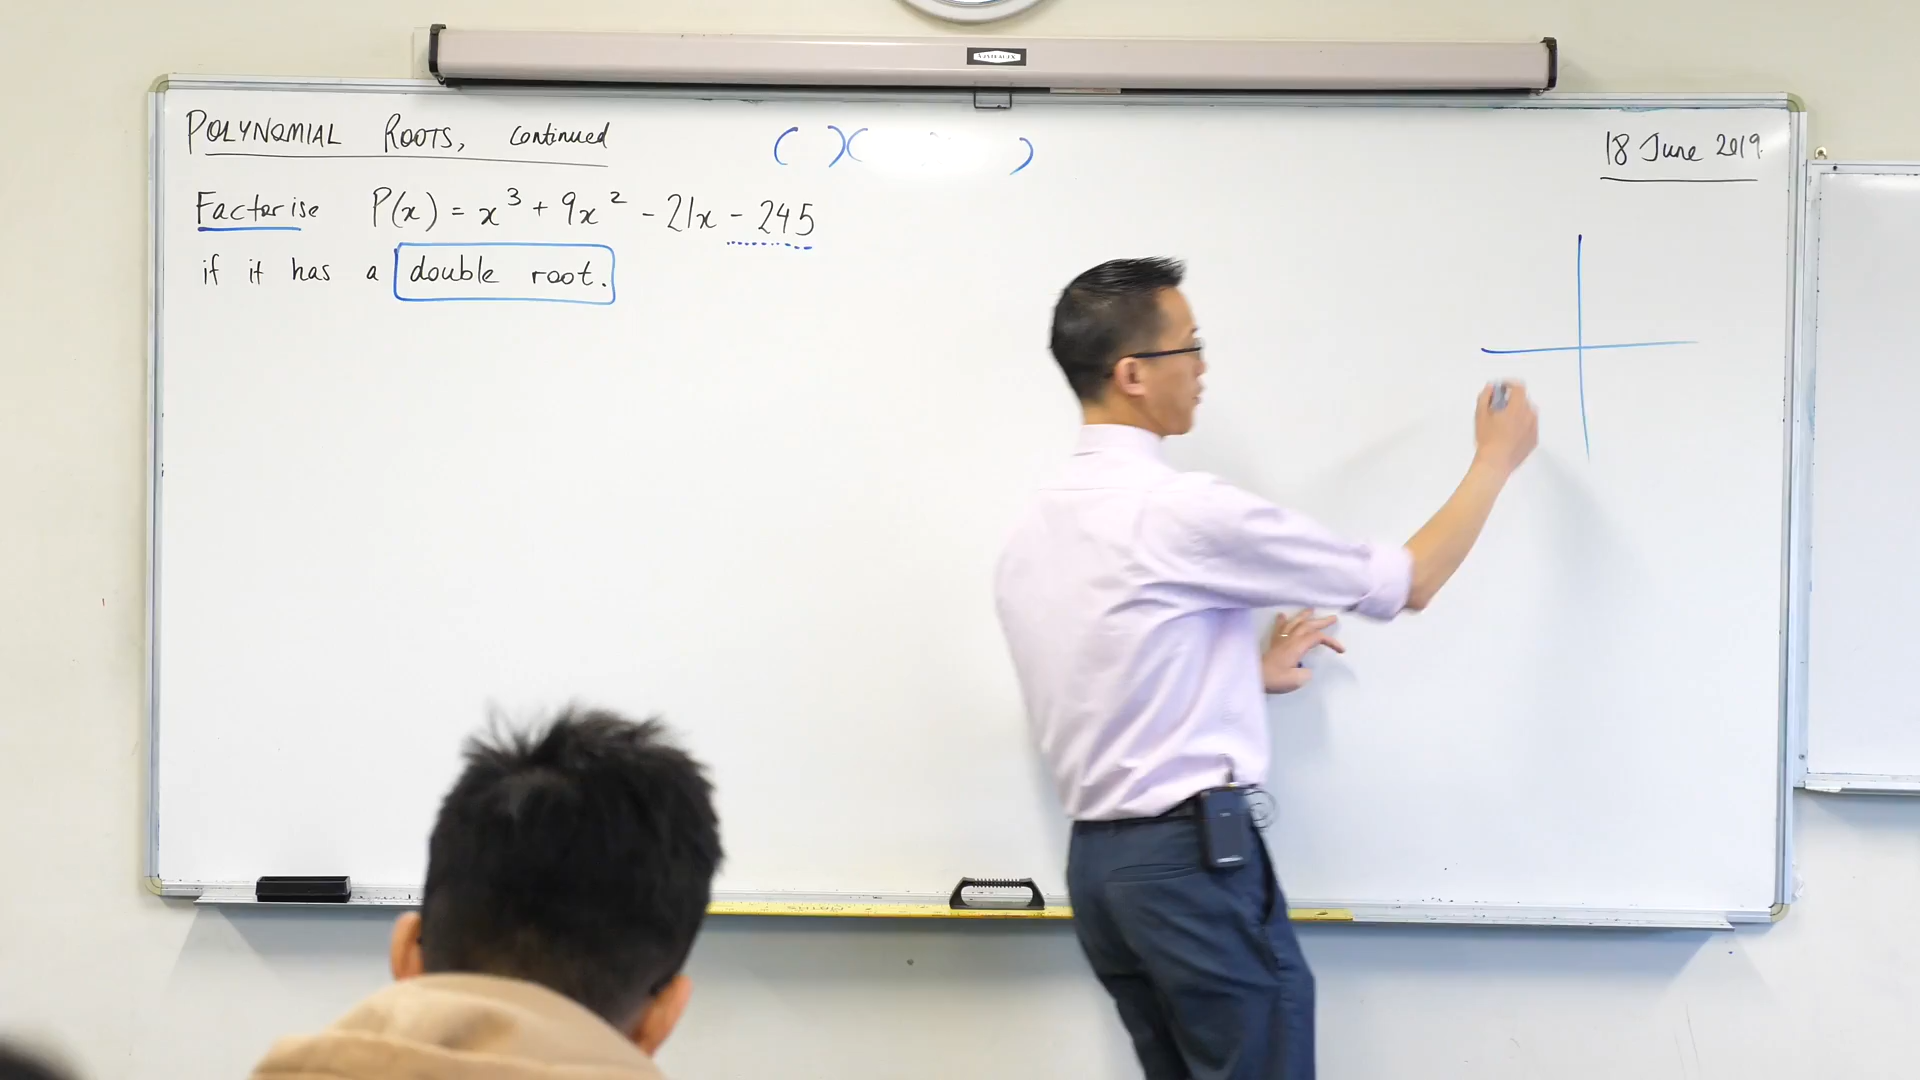 POLYNOMIAL ROOTS, continued
( )( )
18 June 2019
Factorise P(x) = x³ + 9x² - 21x - 245
if it has a double root.